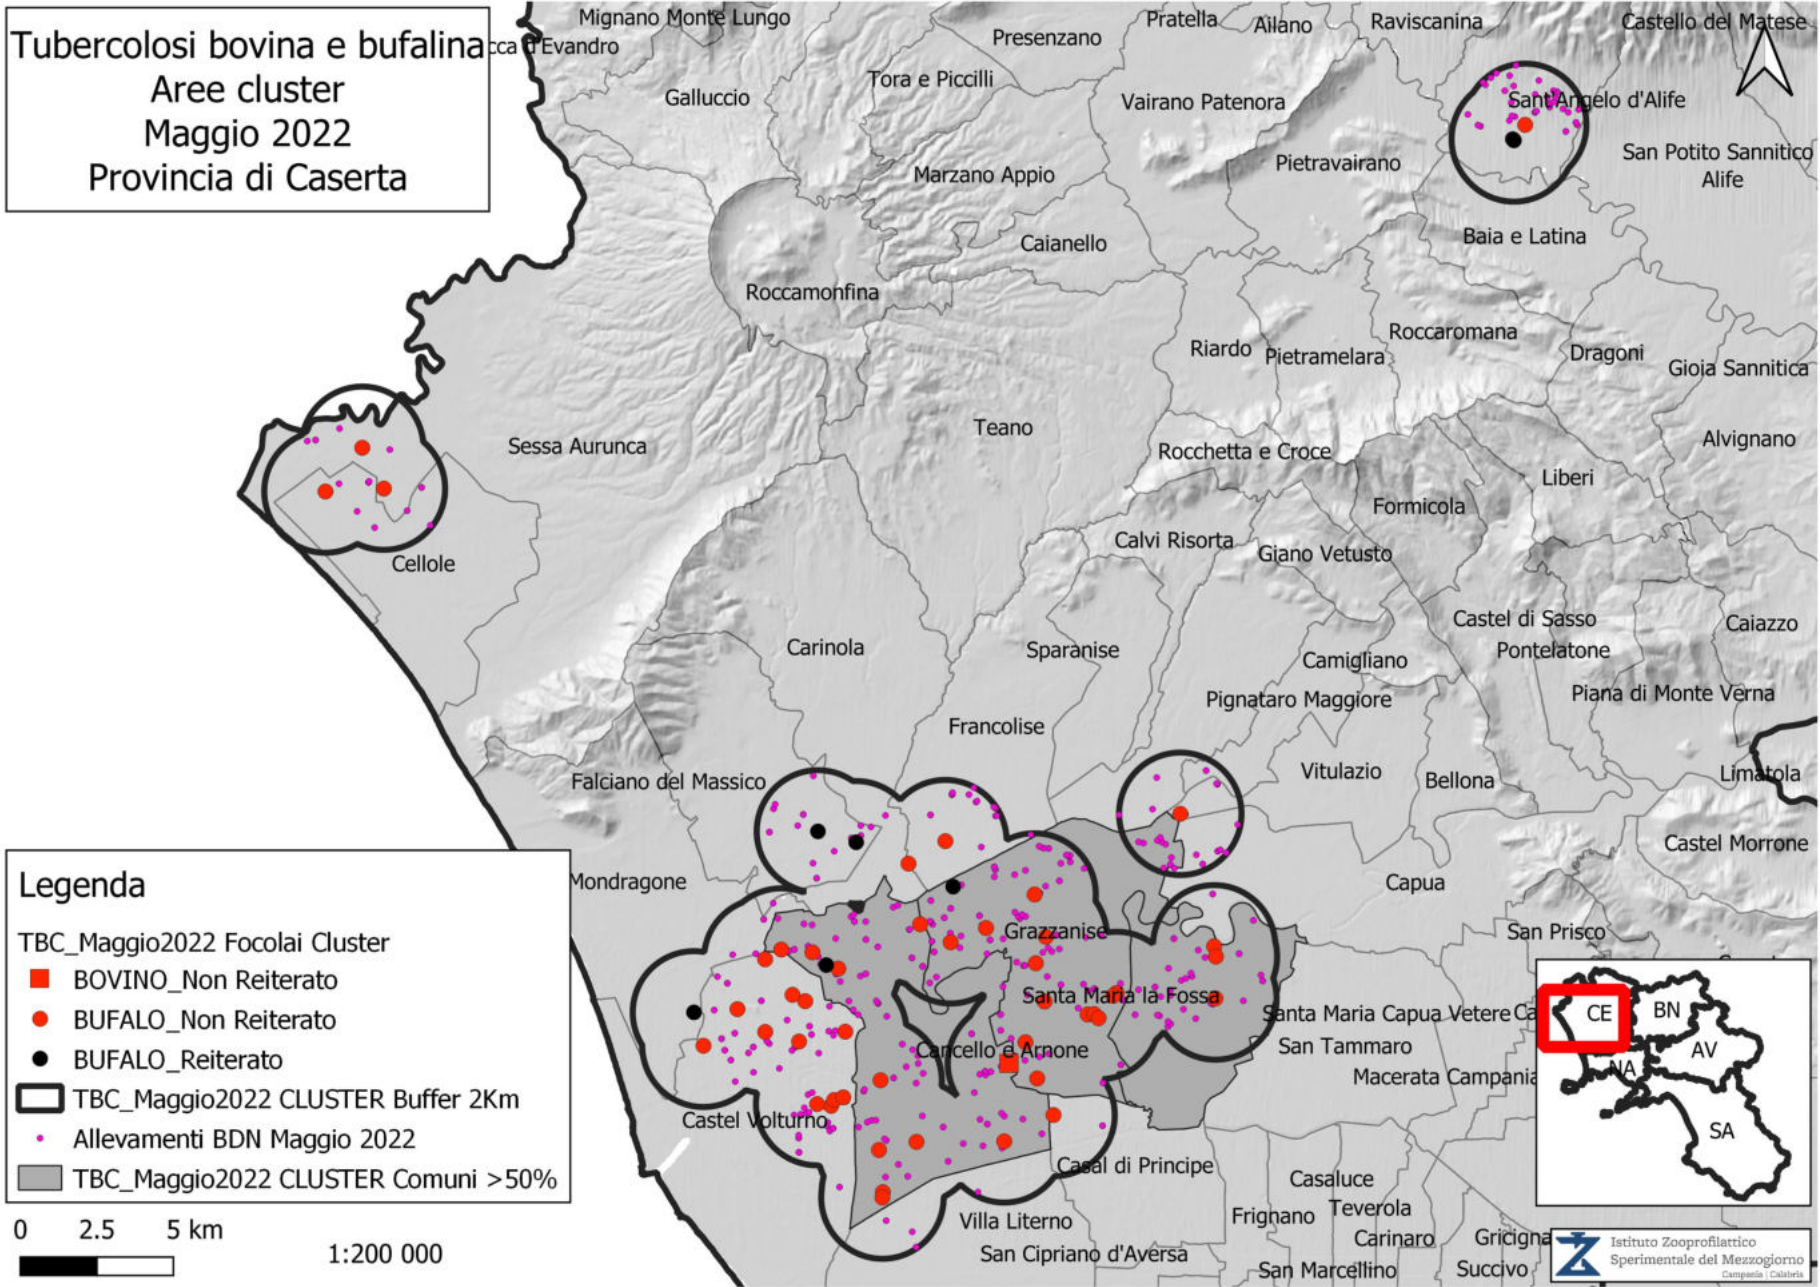 Tubercolosi bovina e bufalina
Aree cluster
Maggio 2022
Provincia di Caserta
Mignano Monte Lungo
d'Evandro
Presenzano
Pratella
Ailano
Raviscanina
Castello del Matese
Galluccio
Tora e Piccilli
Vairano Patenora
Sant'Angelo d'Alife
Marzano Appio
Pietravairano
San Potito Sannitico
Alife
Caianello
Baia e Latina
Roccamonfina
Riardo
Pietramelara
Roccaromana
Dragoni
Gioia Sannitica
Sessa Aurunca
Teano
Rocchetta e Croce
Alvignano
Liberi
Formicola
Calvi Risorta
Giano Vetusto
Cellole
Castel di Sasso
Caiazzo
Carinola
Sparanise
Camigliano
Pontelatone
Pignataro Maggiore
Piana di Monte Verna
Francolise
Falciano del Massico
Vitulazio
Bellona
Limatola
Castel Morrone
Mondragone
Capua
Grazzanise
San Prisco
Santa Maria la Fossa
Santa Maria Capua Vetere
Cancello e Arnone
San Tammaro
Macerata Campania
Castel Volturno
Casal di Principe
Casaluce
Villa Literno
Frignano
Teverola
San Cipriano d'Aversa
Carinaro
San Marcellino
Succivo
Legenda
TBC_Maggio2022 Focolai Cluster
BOVINO_Non Reiterato
BUFALO_Non Reiterato
BUFALO_Reiterato
TBC_Maggio2022 CLUSTER Buffer 2Km
Allevamenti BDN Maggio 2022
TBC_Maggio2022 CLUSTER Comuni >50%
0 2.5 5 km
1:200 000
CE
BN
AV
NA
SA
Istituto Zooprofilattico
Sperimentale del Mezzogiorno
Campania | Calabria